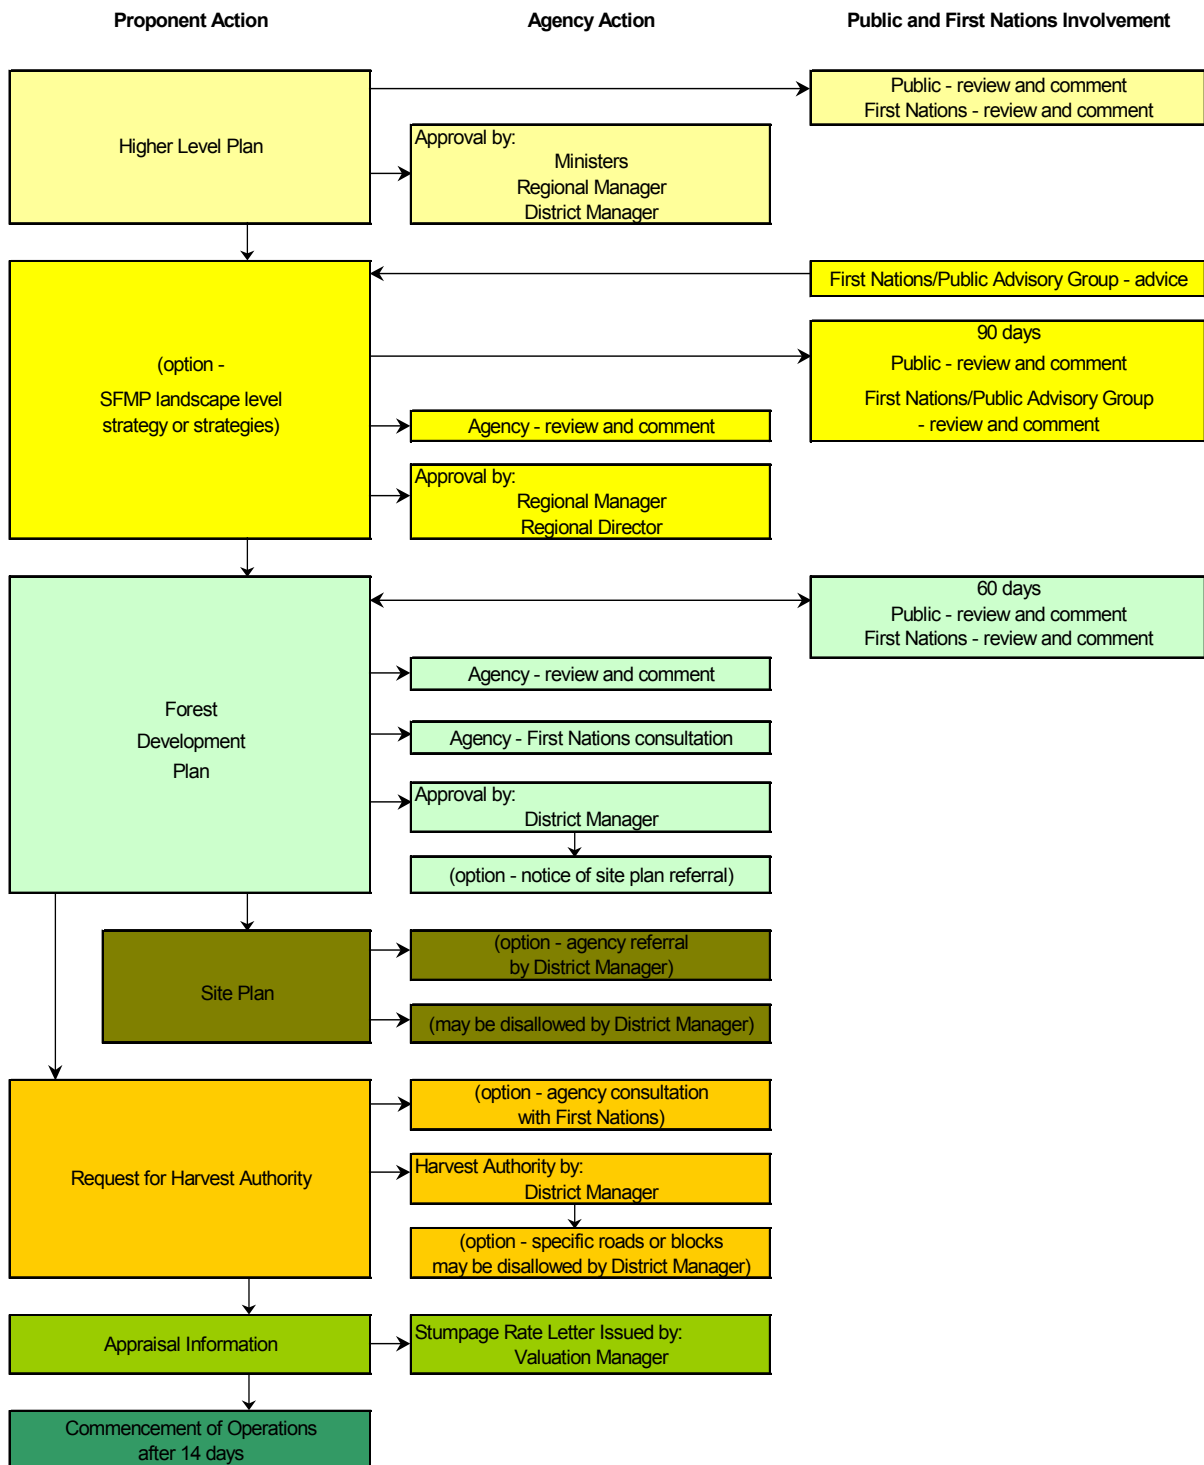 Proponent Action
Agency Action
Public and First Nations Involvement
Higher Level Plan
Public - review and comment
First Nations - review and comment
Approval by:
Ministers
Regional Manager
District Manager
(option -
SFMP landscape level
strategy or strategies)
First Nations/Public Advisory Group - advice
90 days
Public - review and comment
First Nations/Public Advisory Group
- review and comment
Agency - review and comment
Approval by:
Regional Manager
Regional Director
Forest
Development
Plan
60 days
Public - review and comment
First Nations - review and comment
Agency - review and comment
Agency - First Nations consultation
Approval by:
District Manager
(option - notice of site plan referral)
Site Plan
(option - agency referral
by District Manager)
(may be disallowed by District Manager)
Request for Harvest Authority
(option - agency consultation
with First Nations)
Harvest Authority by:
District Manager
(option - specific roads or blocks
may be disallowed by District Manager)
Appraisal Information
Stumpage Rate Letter Issued by:
Valuation Manager
Commencement of Operations
after 14 days